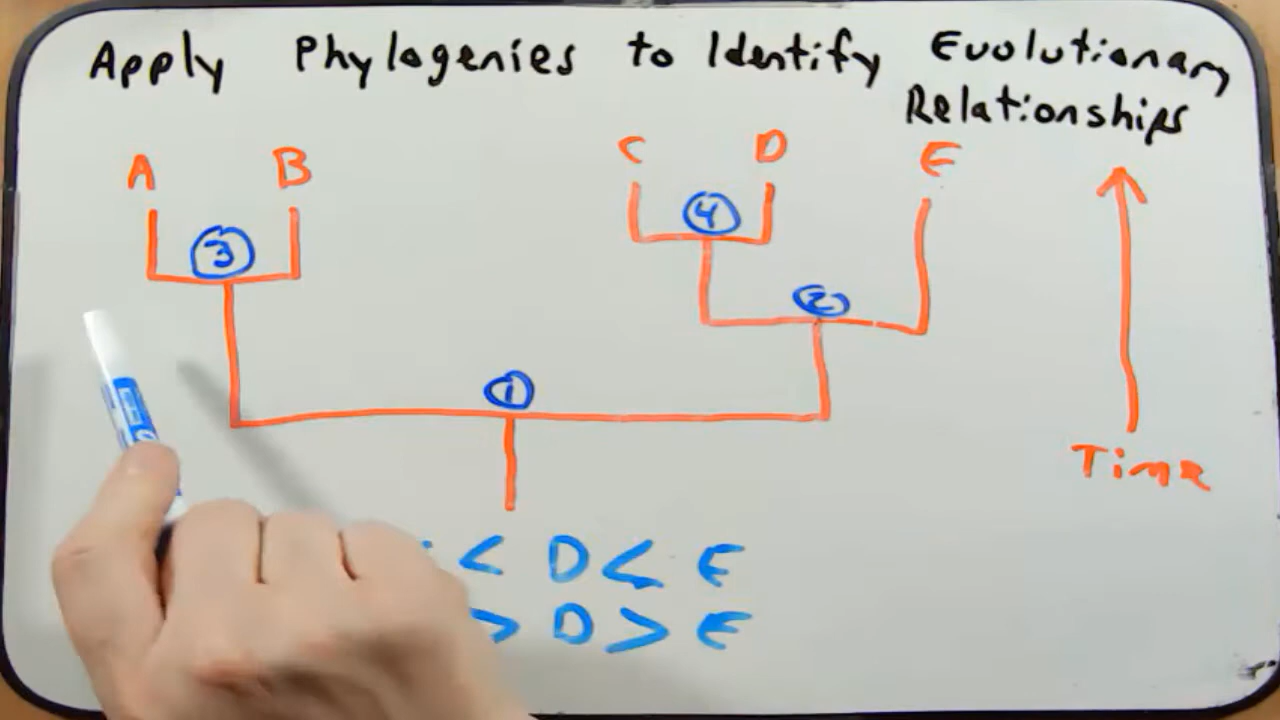 Apply Phylogenies to Identify Evolutionary
Relationships
A B C D E
3 4
2
1
Time
< D < E
> D > E